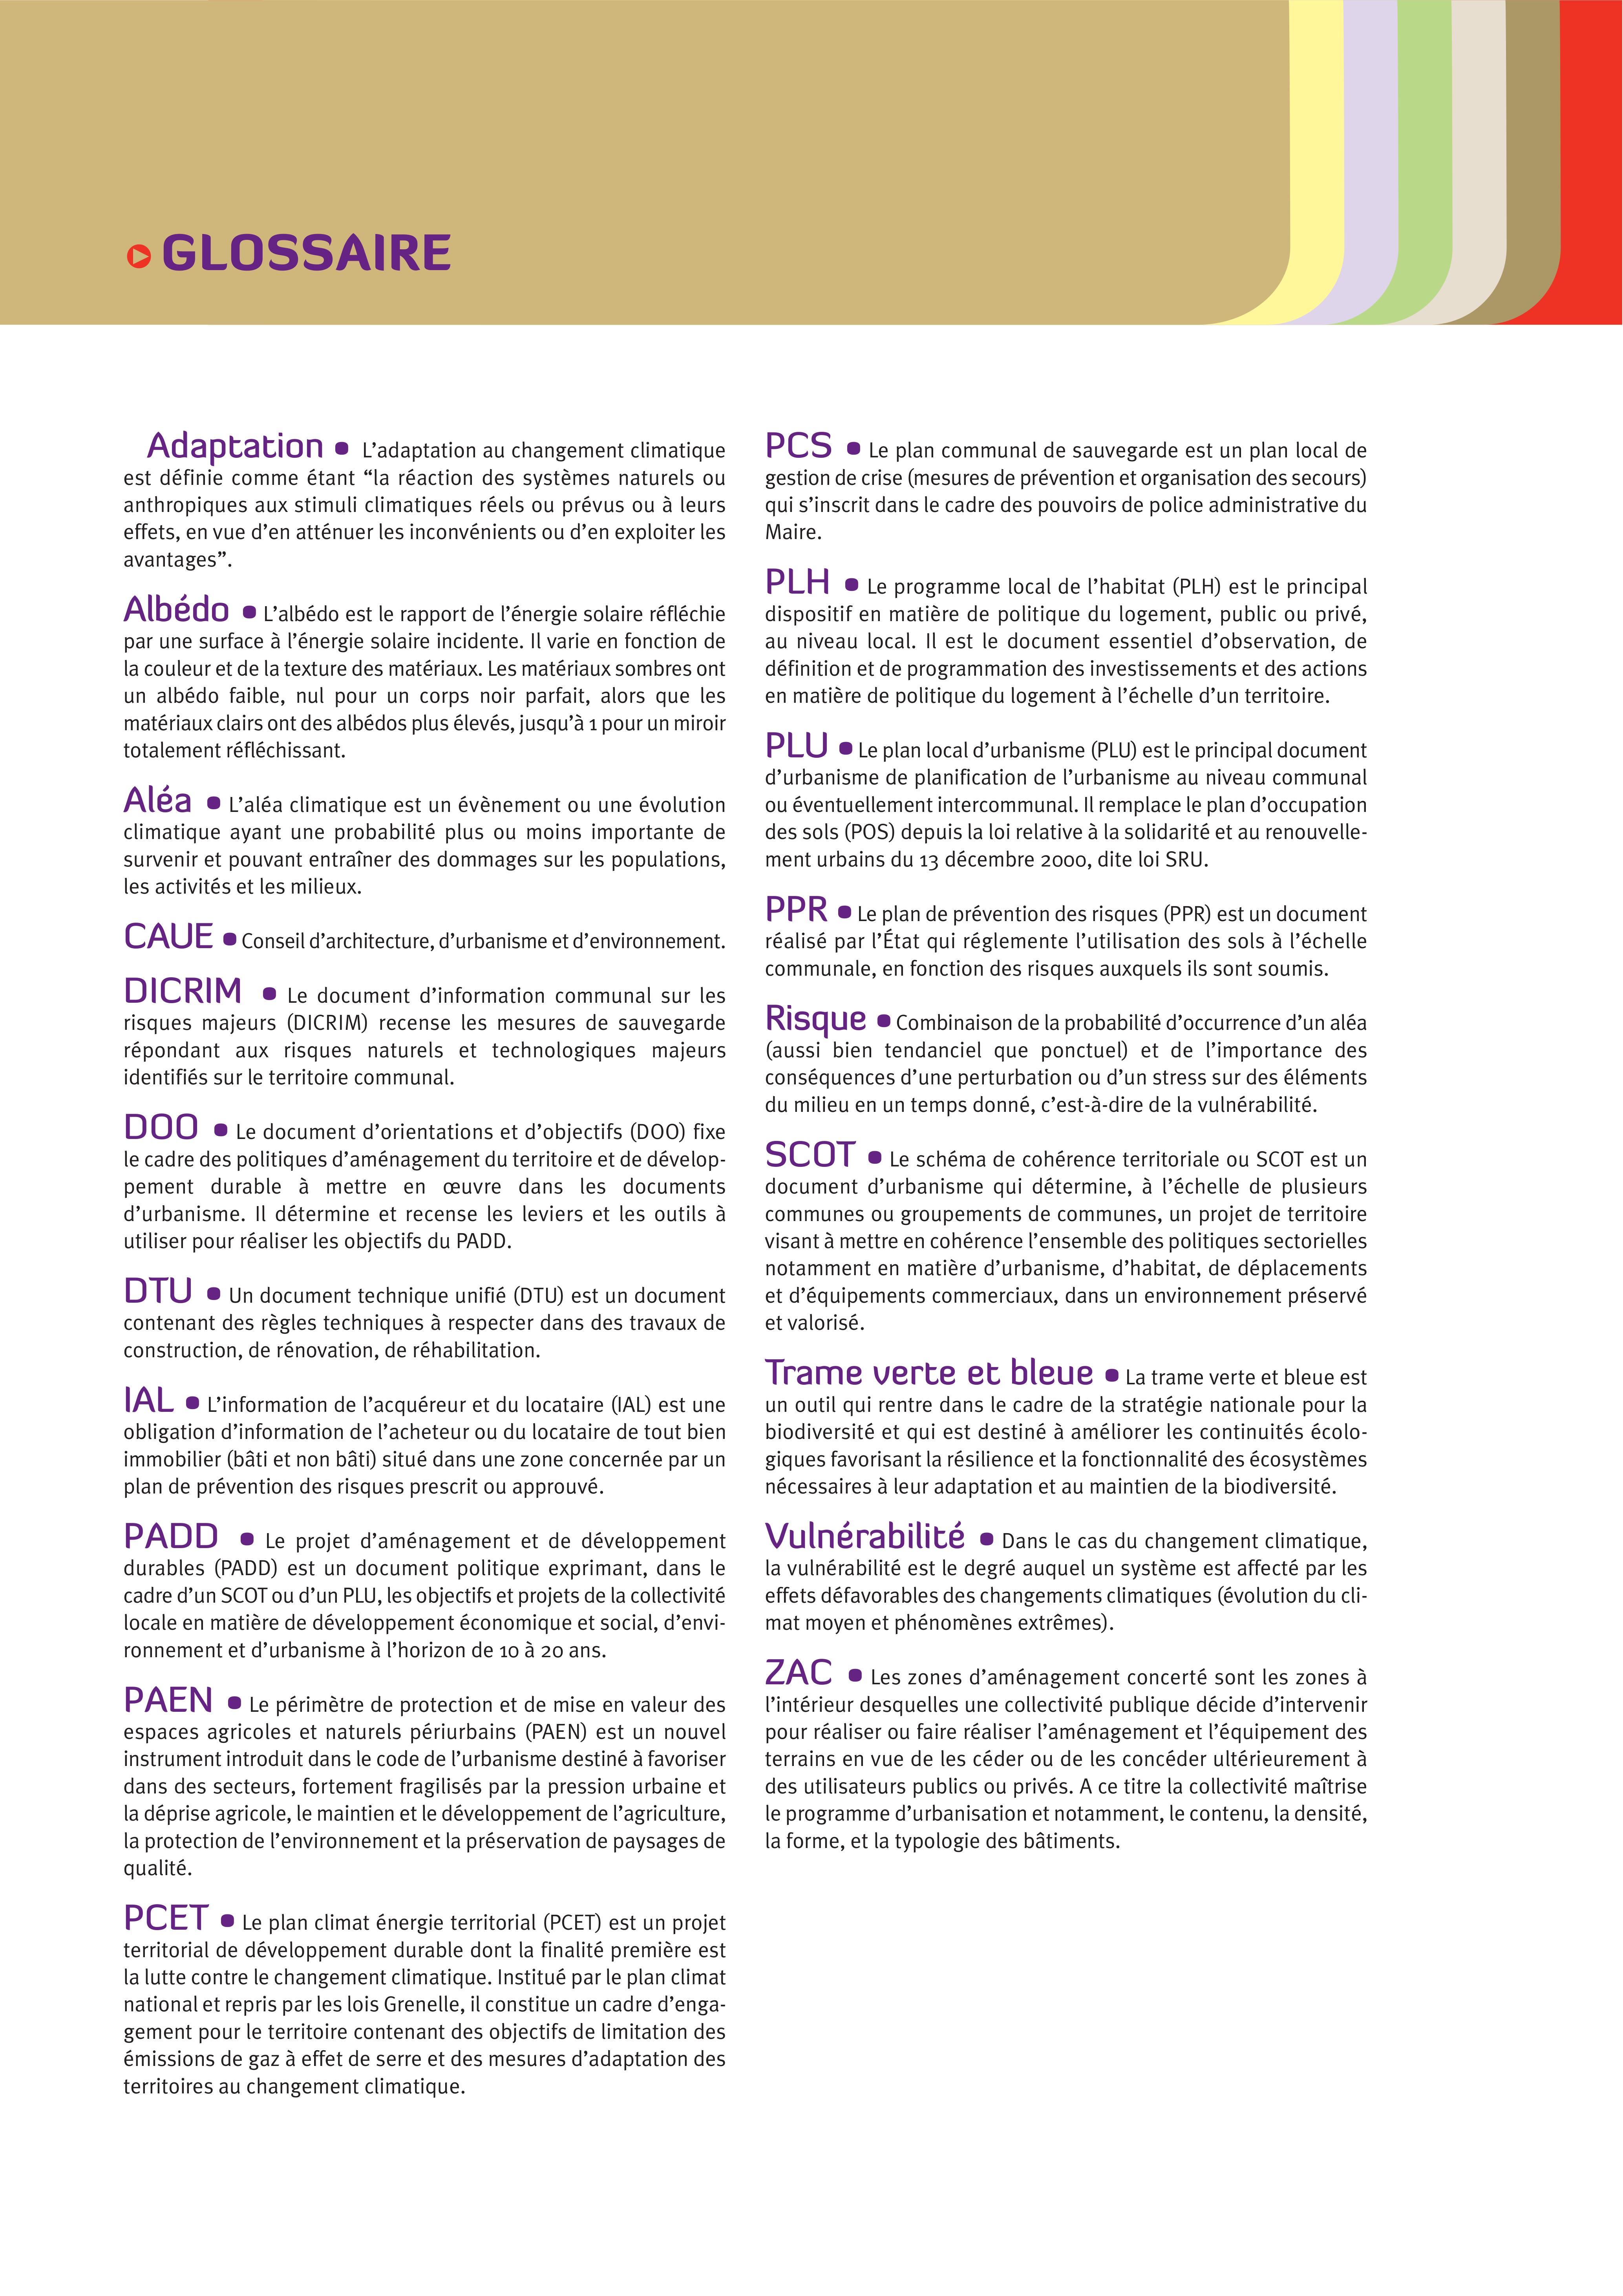 GLOSSAIRE
Adaptation • L’adaptation au changement climatique
est définie comme étant “la réaction des systèmes naturels ou
anthropiques aux stimuli climatiques réels ou prévus ou à leurs
effets, en vue d’en atténuer les inconvénients ou d’en exploiter les
avantages”.
Albédo • L’albédo est le rapport de l’énergie solaire réfléchie
par une surface à l’énergie solaire incidente. Il varie en fonction de
la couleur et de la texture des matériaux. Les matériaux sombres ont
un albédo faible, nul pour un corps noir parfait, alors que les
matériaux clairs ont des albédos plus élevés, jusqu’à 1 pour un miroir
totalement réfléchissant.
Aléa • L’aléa climatique est un évènement ou une évolution
climatique ayant une probabilité plus ou moins importante de
survenir et pouvant entraîner des dommages sur les populations,
les activités et les milieux.
CAUE • Conseil d’architecture, d’urbanisme et d’environnement.
DICRIM • Le document d’information communal sur les
risques majeurs (DICRIM) recense les mesures de sauvegarde
répondant aux risques naturels et technologiques majeurs
identifiés sur le territoire communal.
DOO • Le document d’orientations et d’objectifs (DOO) fixe
le cadre des politiques d’aménagement du territoire et de dévelop-
pement durable à mettre en œuvre dans les documents
d’urbanisme. Il détermine et recense les leviers et les outils à
utiliser pour réaliser les objectifs du PADD.
DTU • Un document technique unifié (DTU) est un document
contenant des règles techniques à respecter dans des travaux de
construction, de rénovation, de réhabilitation.
IAL • L’information de l’acquéreur et du locataire (IAL) est une
obligation d’information de l’acheteur ou du locataire de tout bien
immobilier (bâti et non bâti) situé dans une zone concernée par un
plan de prévention des risques prescrit ou approuvé.
PADD • Le projet d’aménagement et de développement
durables (PADD) est un document politique exprimant, dans le
cadre d’un SCOT ou d’un PLU, les objectifs et projets de la collectivité
locale en matière de développement économique et social, d’envi-
ronnement et d’urbanisme à l’horizon de 10 à 20 ans.
PAEN • Le périmètre de protection et de mise en valeur des
espaces agricoles et naturels périurbains (PAEN) est un nouvel
instrument introduit dans le code de l’urbanisme destiné à favoriser
dans des secteurs, fortement fragilisés par la pression urbaine et
la déprise agricole, le maintien et le développement de l’agriculture,
la protection de l’environnement et la préservation de paysages de
qualité.
PCET • Le plan climat énergie territorial (PCET) est un projet
territorial de développement durable dont la finalité première est
la lutte contre le changement climatique. Institué par le plan climat
national et repris par les lois Grenelle, il constitue un cadre d’enga-
gement pour le territoire contenant des objectifs de limitation des
émissions de gaz à effet de serre et des mesures d’adaptation des
territoires au changement climatique.
PCS • Le plan communal de sauvegarde est un plan local de
gestion de crise (mesures de prévention et organisation des secours)
qui s’inscrit dans le cadre des pouvoirs de police administrative du
Maire.
PLH • Le programme local de l’habitat (PLH) est le principal
dispositif en matière de politique du logement, public ou privé,
au niveau local. Il est le document essentiel d’observation, de
définition et de programmation des investissements et des actions
en matière de politique du logement à l’échelle d’un territoire.
PLU • Le plan local d’urbanisme (PLU) est le principal document
d’urbanisme de planification de l’urbanisme au niveau communal
ou éventuellement intercommunal. Il remplace le plan d’occupation
des sols (POS) depuis la loi relative à la solidarité et au renouvelle-
ment urbains du 13 décembre 2000, dite loi SRU.
PPR • Le plan de prévention des risques (PPR) est un document
réalisé par l’État qui réglemente l’utilisation des sols à l’échelle
communale, en fonction des risques auxquels ils sont soumis.
Risque • Combinaison de la probabilité d’occurrence d’un aléa
(aussi bien tendanciel que ponctuel) et de l’importance des
conséquences d’une perturbation ou d’un stress sur des éléments
du milieu en un temps donné, c’est-à-dire de la vulnérabilité.
SCOT • Le schéma de cohérence territoriale ou SCOT est un
document d’urbanisme qui détermine, à l’échelle de plusieurs
communes ou groupements de communes, un projet de territoire
visant à mettre en cohérence l’ensemble des politiques sectorielles
notamment en matière d’urbanisme, d’habitat, de déplacements
et d’équipements commerciaux, dans un environnement préservé
et valorisé.
Trame verte et bleue • La trame verte et bleue est
un outil qui rentre dans le cadre de la stratégie nationale pour la
biodiversité et qui est destiné à améliorer les continuités écolo-
giques favorisant la résilience et la fonctionnalité des écosystèmes
nécessaires à leur adaptation et au maintien de la biodiversité.
Vulnérabilité • Dans le cas du changement climatique,
la vulnérabilité est le degré auquel un système est affecté par les
effets défavorables des changements climatiques (évolution du cli-
mat moyen et phénomènes extrêmes).
ZAC • Les zones d’aménagement concerté sont les zones à
l’intérieur desquelles une collectivité publique décide d’intervenir
pour réaliser ou faire réaliser l’aménagement et l’équipement des
terrains en vue de les céder ou de les concéder ultérieurement à
des utilisateurs publics ou privés. A ce titre la collectivité maîtrise
le programme d’urbanisation et notamment, le contenu, la densité,
la forme, et la typologie des bâtiments.